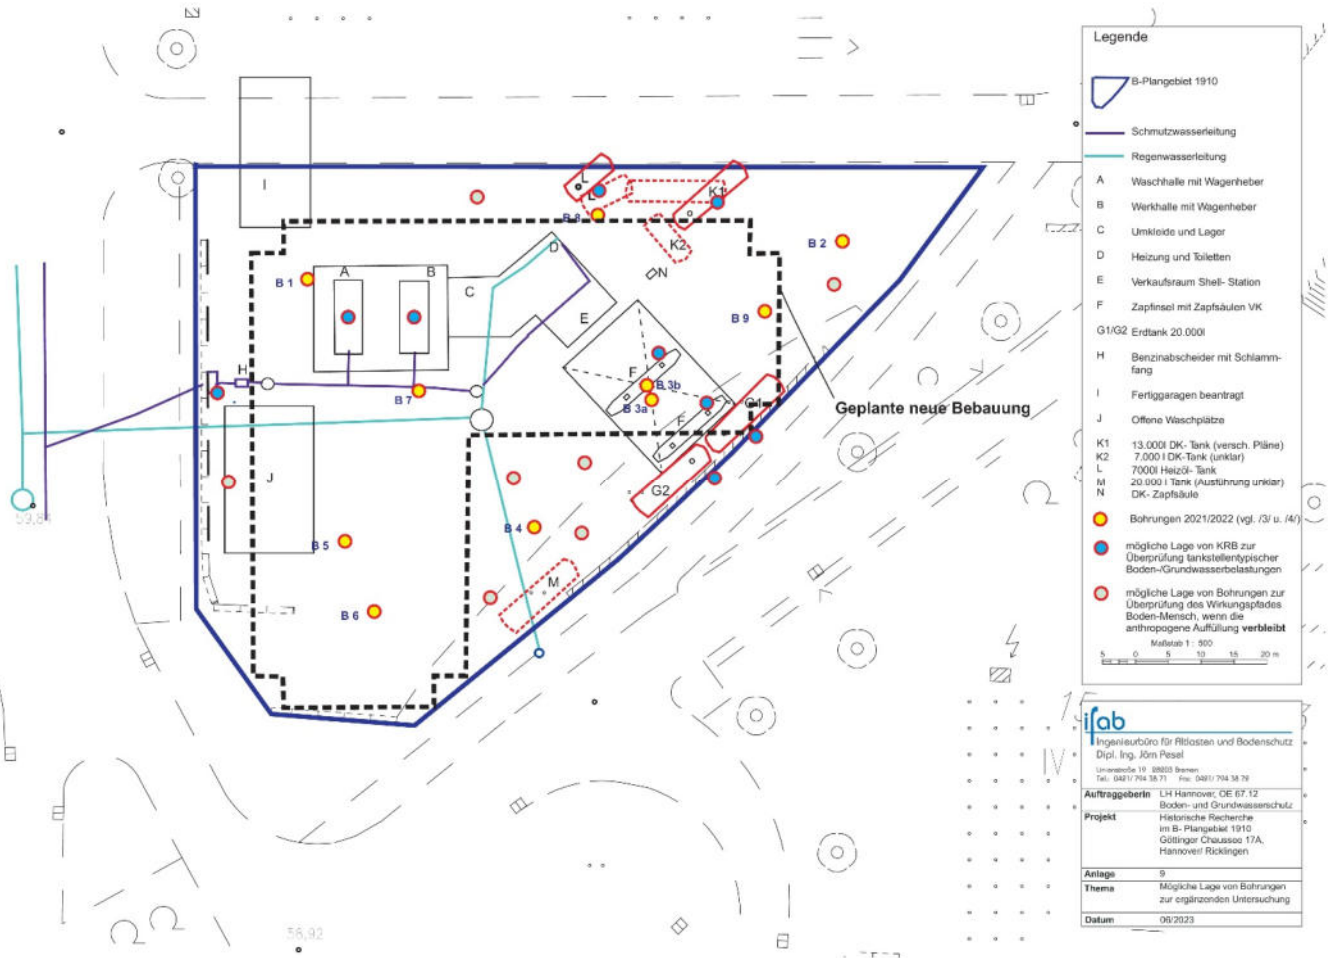 I
L
L
K1
B 8
K2
B 2
D
N
A
B
C
B 1
E
B 9
F
H
B 3b
B 7
B 3a
G1
F
Geplante neue Bebauung
J
G2
59,84
B 4
B 5
M
B 6
IV
56,92
Legende
B-Plangebiet 1910
Schmutzwasserleitung
Regenwasserleitung
A Waschhalle mit Wagenheber
B Werkhalle mit Wagenheber
C Umkleide und Lager
D Heizung und Toiletten
E Verkaufsraum Shell- Station
F Zapfinsel mit Zapfsäulen VK
G1/G2 Erdtank 20.000l
H Benzinabscheider mit Schlamm-
fang
I Fertiggaragen beantragt
J Offene Waschplätze
K1 13.000l DK- Tank (versch. Pläne)
K2 7.000 l DK-Tank (unklar)
L 7000l Heizöl- Tank
M 20.000 l Tank (Ausführung unklar)
N DK- Zapfsäule
Bohrungen 2021/2022 (vgl. /3/ u. /4/)
mögliche Lage von KRB zur
Überprüfung tankstellentypischer
Boden-/Grundwasserbelastungen
mögliche Lage von Bohrungen zur
Überprüfung des Wirkungspfades
Boden-Mensch, wenn die
anthropogene Auffüllung verbleibt
Maßstab 1 : 500
5 0 5 10 15 20 m
ifab
Ingenieurbüro für Altlasten und Bodenschutz
Dipl. Ing. Jörn Pesel
Auftraggeberin LH Hannover, OE 67.12
Boden- und Grundwasserschutz
Projekt Historische Recherche
im B- Plangebiet 1910
Göttinger Chaussee 17A,
Hannover/ Ricklingen
Anlage 9
Thema Mögliche Lage von Bohrungen
zur ergänzenden Untersuchung
Datum 06/2023